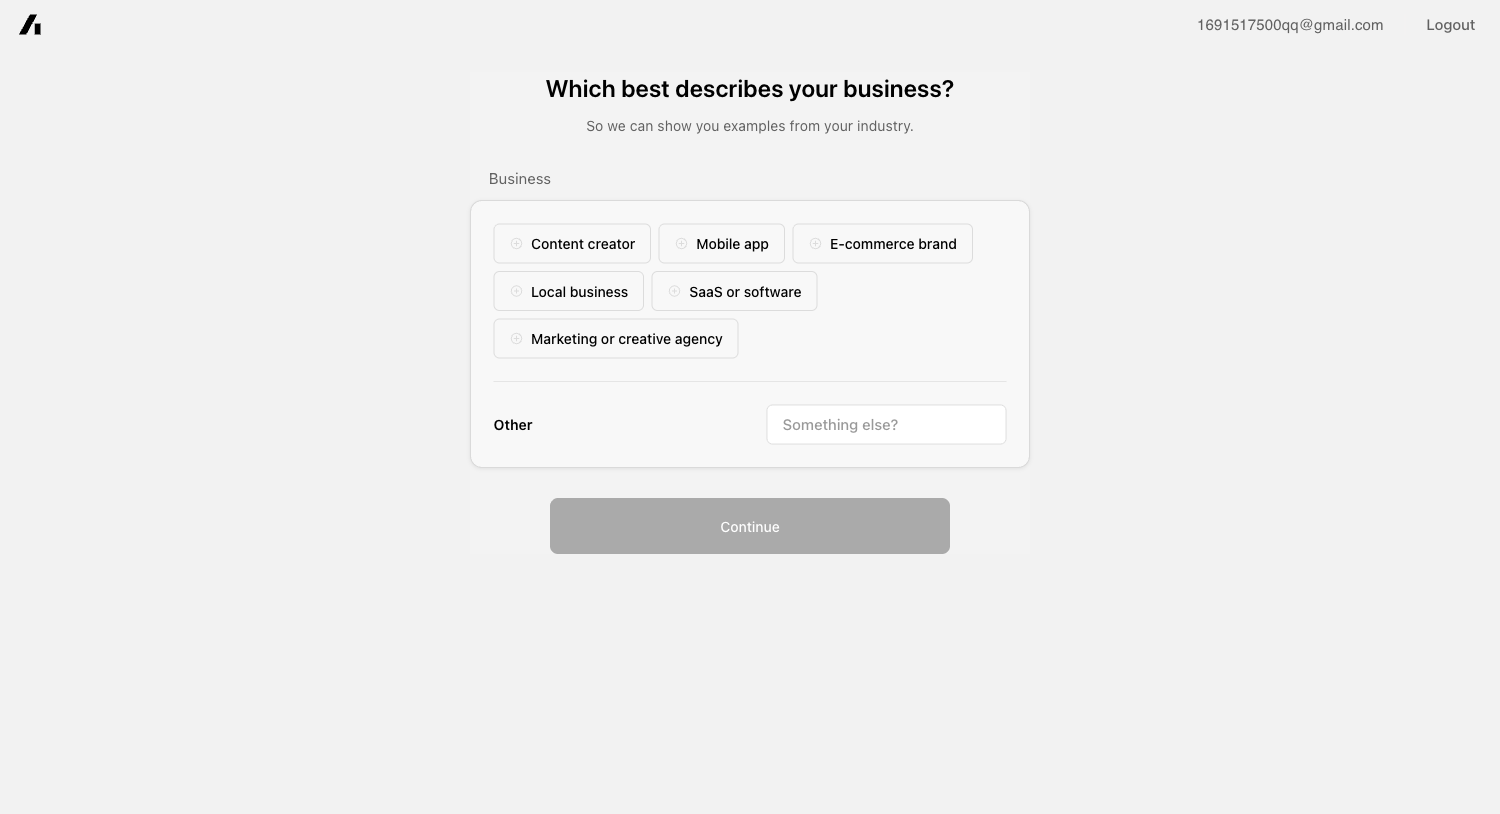 1691517500qq@gmail.com Logout
Which best describes your business?
So we can show you examples from your industry.
Business
Content creator Mobile app E-commerce brand
Local business SaaS or software
Marketing or creative agency
Other Something else?
Continue